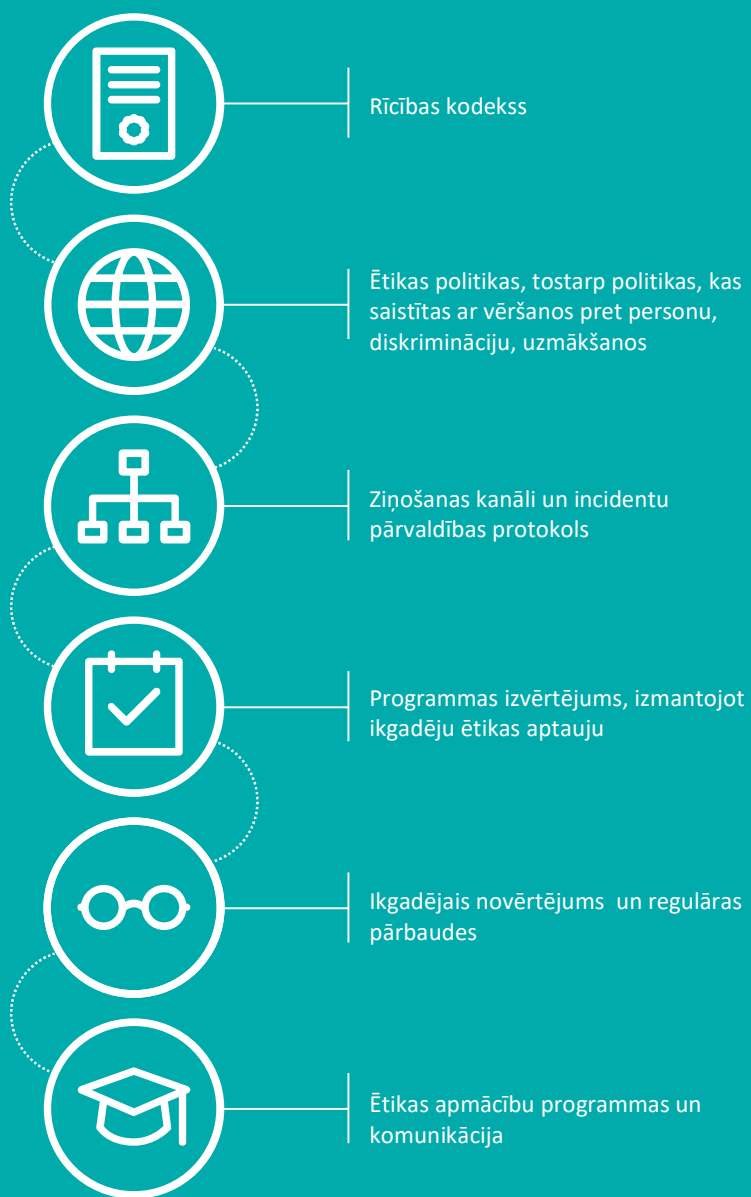 Rīcības kodekss
Ētikas politikas, tostarp politikas, kas
saistītas ar vēršanos pret personu,
diskrimināciju, uzmākšanos
Ziņošanas kanāli un incidentu
pārvaldības protokols
Programmas izvērtējums, izmantojot
ikgadēju ētikas aptauju
Ikgadējais novērtējums  un regulāras
pārbaudes
Ētikas apmācību programmas un
komunikācija